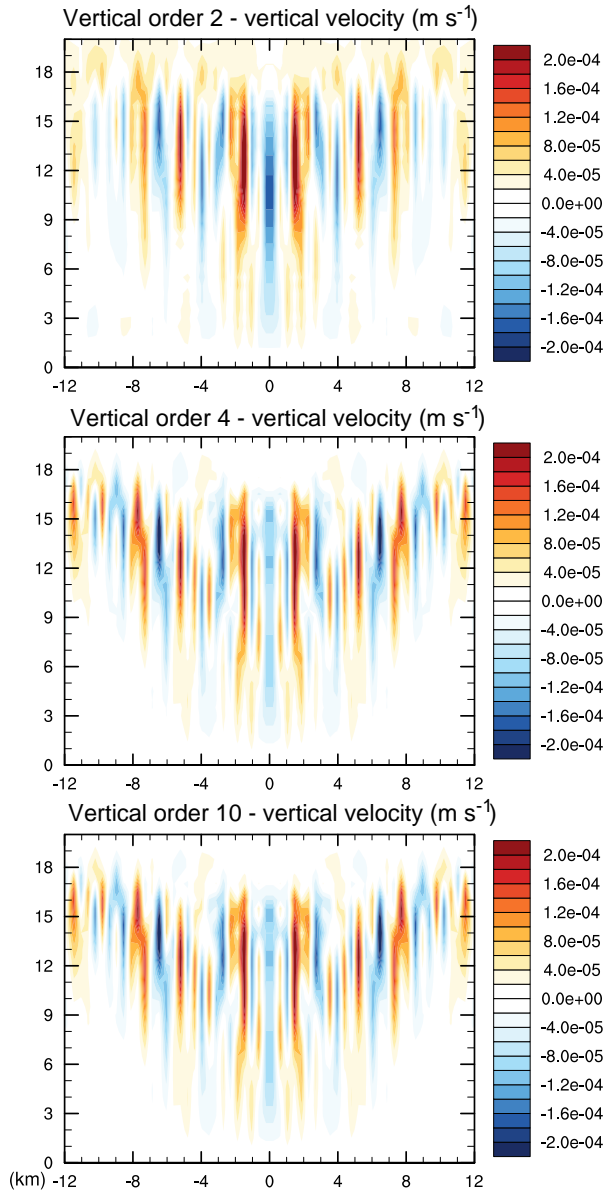 Vertical order 2 - vertical velocity (m s⁻¹)
18
15
12
9
6
3
0
-12 -8 -4 0 4 8 12
2.0e-04
1.6e-04
1.2e-04
8.0e-05
4.0e-05
0.0e+00
-4.0e-05
-8.0e-05
-1.2e-04
-1.6e-04
-2.0e-04
Vertical order 4 - vertical velocity (m s⁻¹)
18
15
12
9
6
3
0
-12 -8 -4 0 4 8 12
2.0e-04
1.6e-04
1.2e-04
8.0e-05
4.0e-05
0.0e+00
-4.0e-05
-8.0e-05
-1.2e-04
-1.6e-04
-2.0e-04
Vertical order 10 - vertical velocity (m s⁻¹)
18
15
12
9
6
3
0
(km) -12 -8 -4 0 4 8 12
2.0e-04
1.6e-04
1.2e-04
8.0e-05
4.0e-05
0.0e+00
-4.0e-05
-8.0e-05
-1.2e-04
-1.6e-04
-2.0e-04